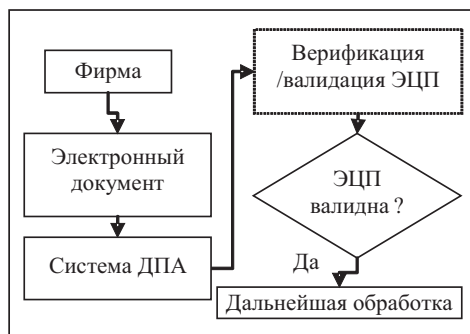 Фирма
Электронный
документ
Система ДПА
Верификация
/валидация ЭЦП
ЭЦП
валидна ?
Да
Дальнейшая обработка